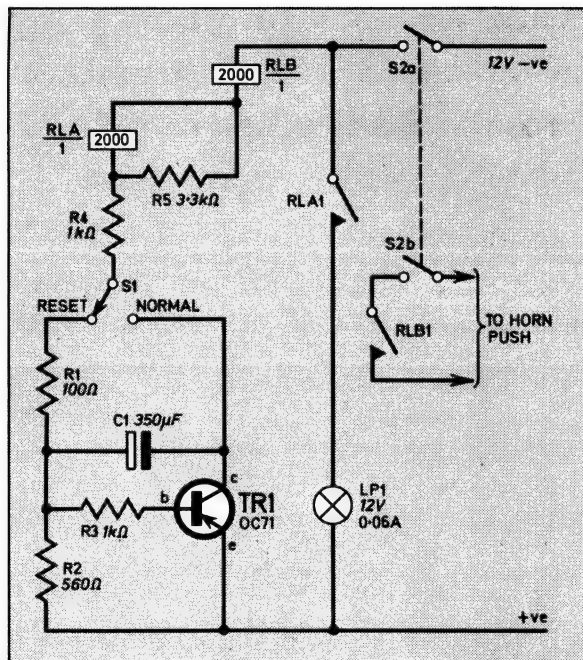 2000
RLB
1
S2a
12V -ve
RLA
1
2000
R5 3·3kΩ
RLA1
R4
1kΩ
S1
RESET
NORMAL
S2b
RLB1
TO HORN
PUSH
R1
100Ω
C1 350µF
b
c
e
R3 1kΩ
TR1
OC71
LP1
12V
0·06A
R2
560Ω
+ve